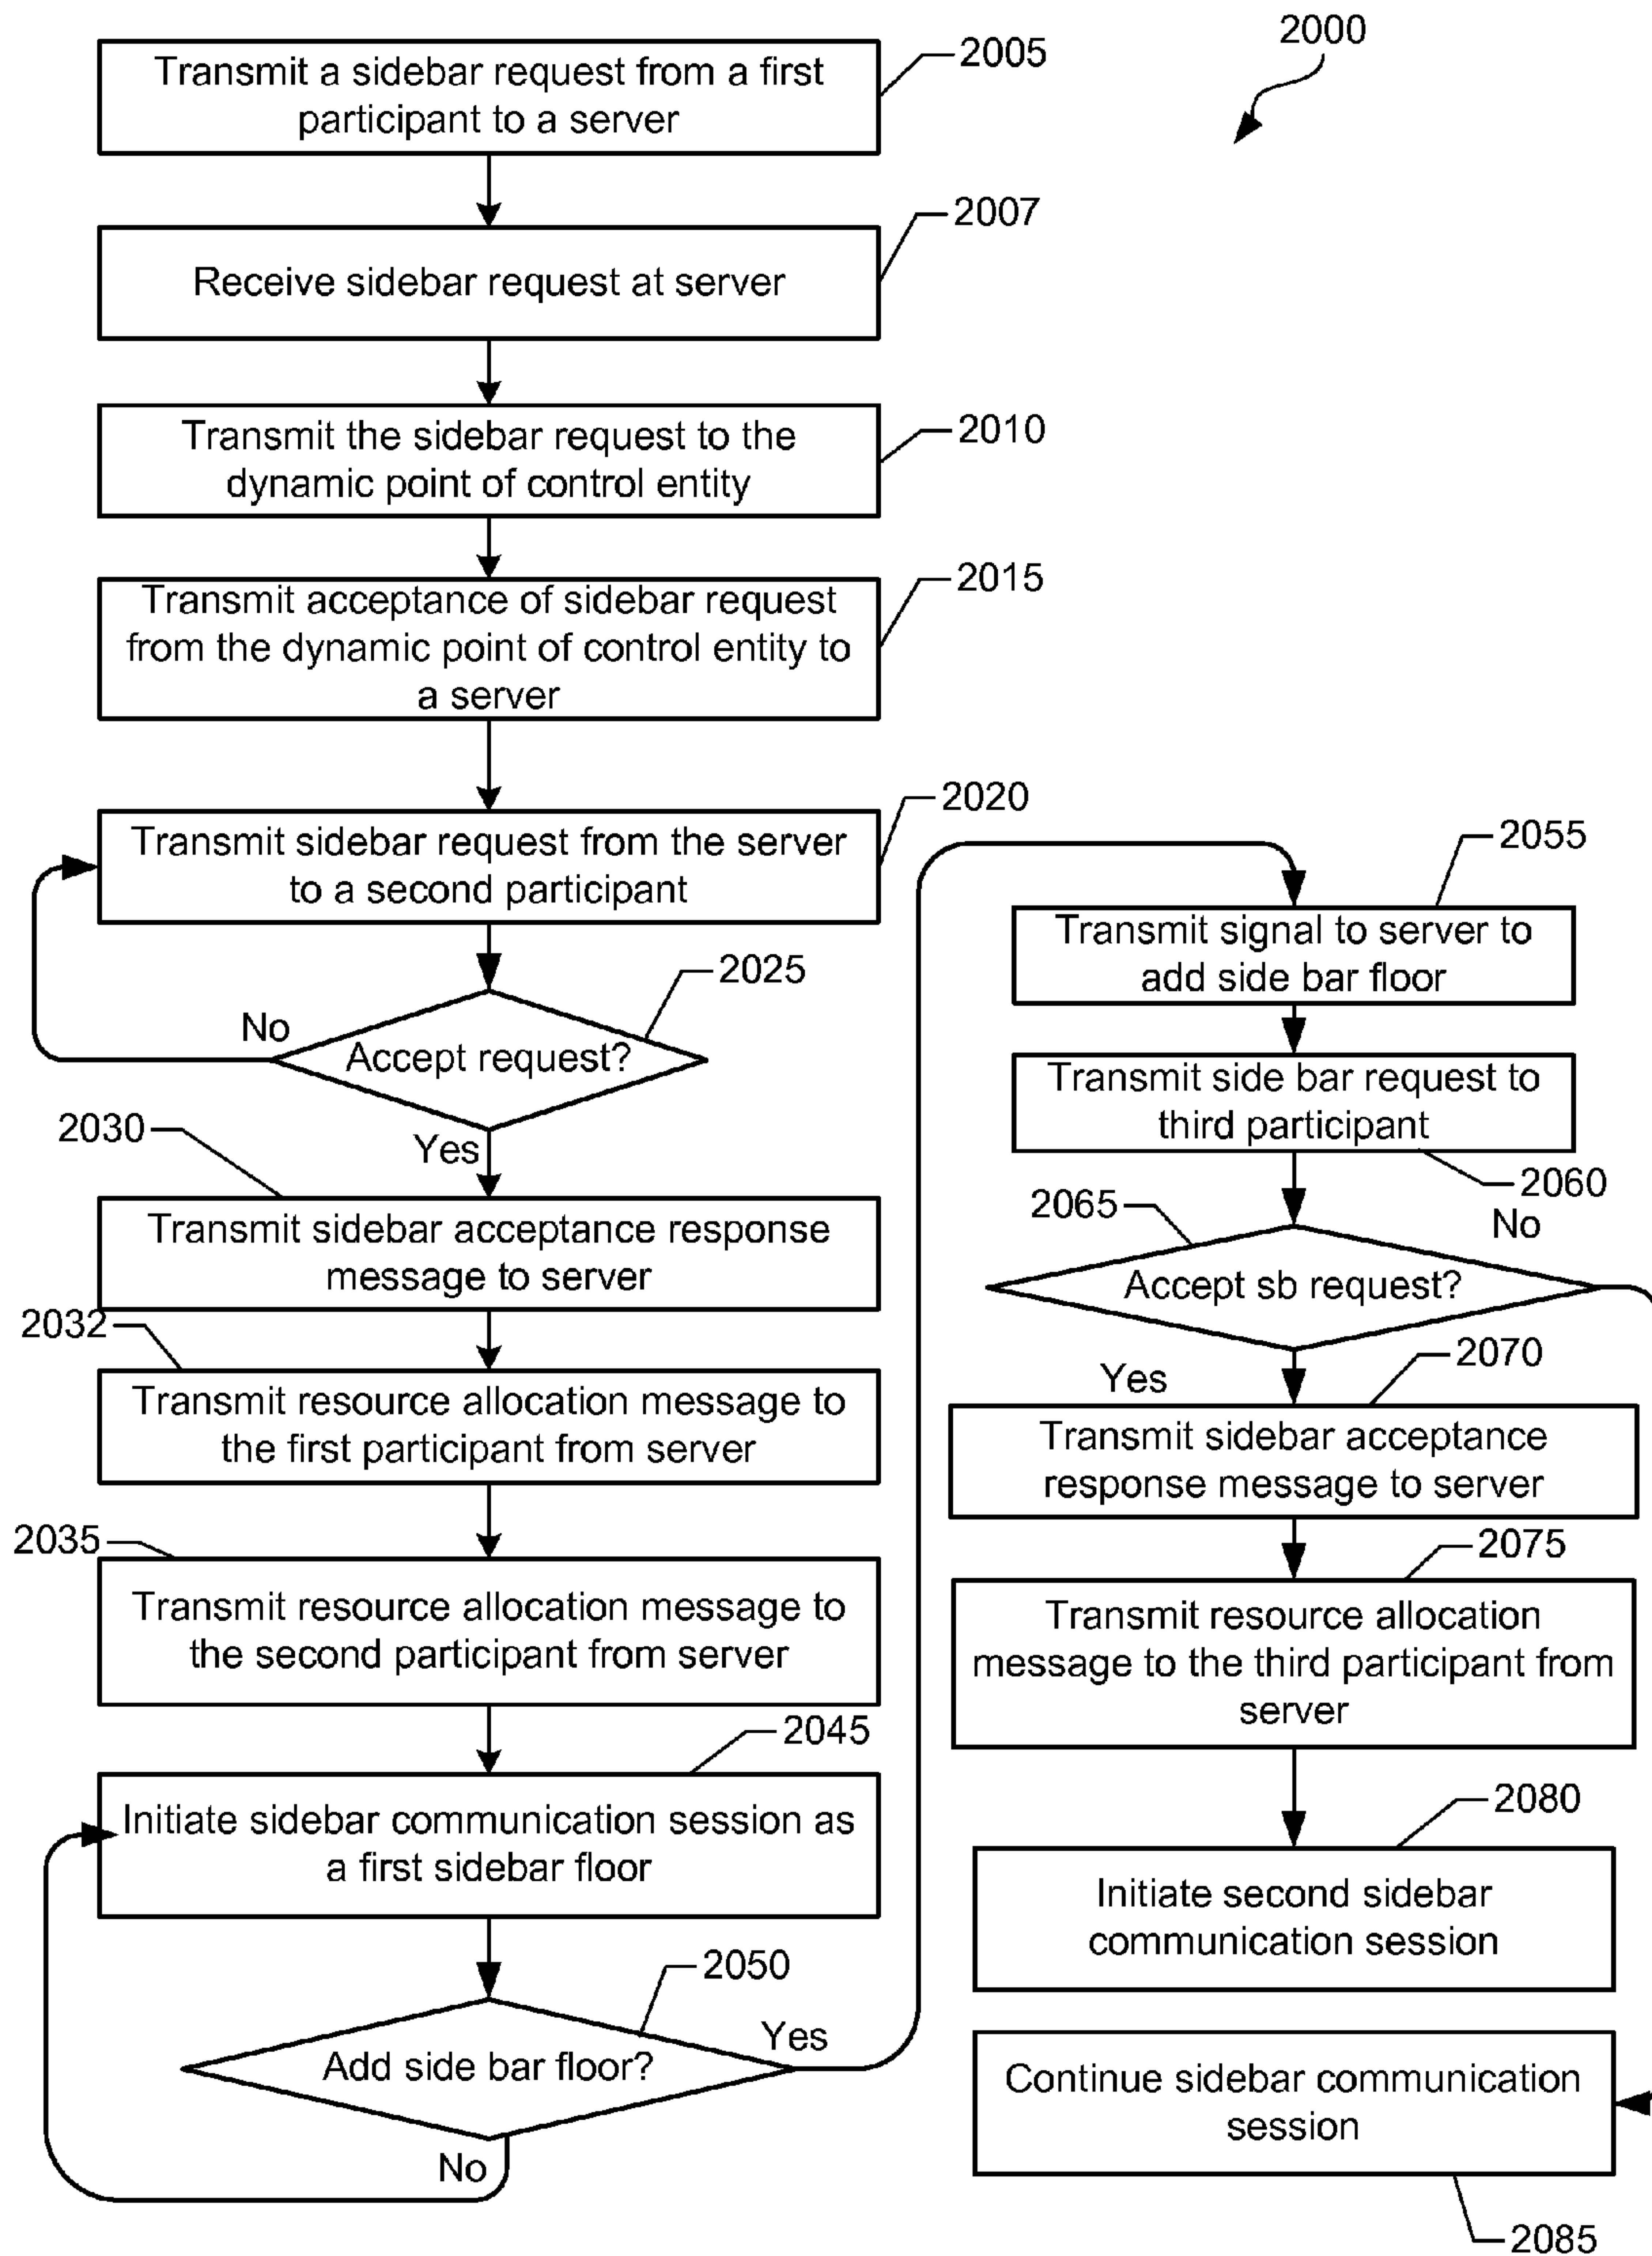 2000
Transmit a sidebar request from a first
participant to a server
2005
Receive sidebar request at server
2007
Transmit the sidebar request to the
dynamic point of control entity
2010
Transmit acceptance of sidebar request
from the dynamic point of control entity to
a server
2015
Transmit sidebar request from the server
to a second participant
2020
Accept request?
2025
No
Yes
2030
Transmit sidebar acceptance response
message to server
2032
Transmit resource allocation message to
the first participant from server
2035
Transmit resource allocation message to
the second participant from server
2045
Initiate sidebar communication session as
a first sidebar floor
2050
Add side bar floor?
Yes
No
2055
Transmit signal to server to
add side bar floor
Transmit side bar request to
third participant
2060
2065
No
Accept sb request?
Yes
2070
Transmit sidebar acceptance
response message to server
2075
Transmit resource allocation
message to the third participant from
server
2080
Initiate second sidebar
communication session
Continue sidebar communication
session
2085